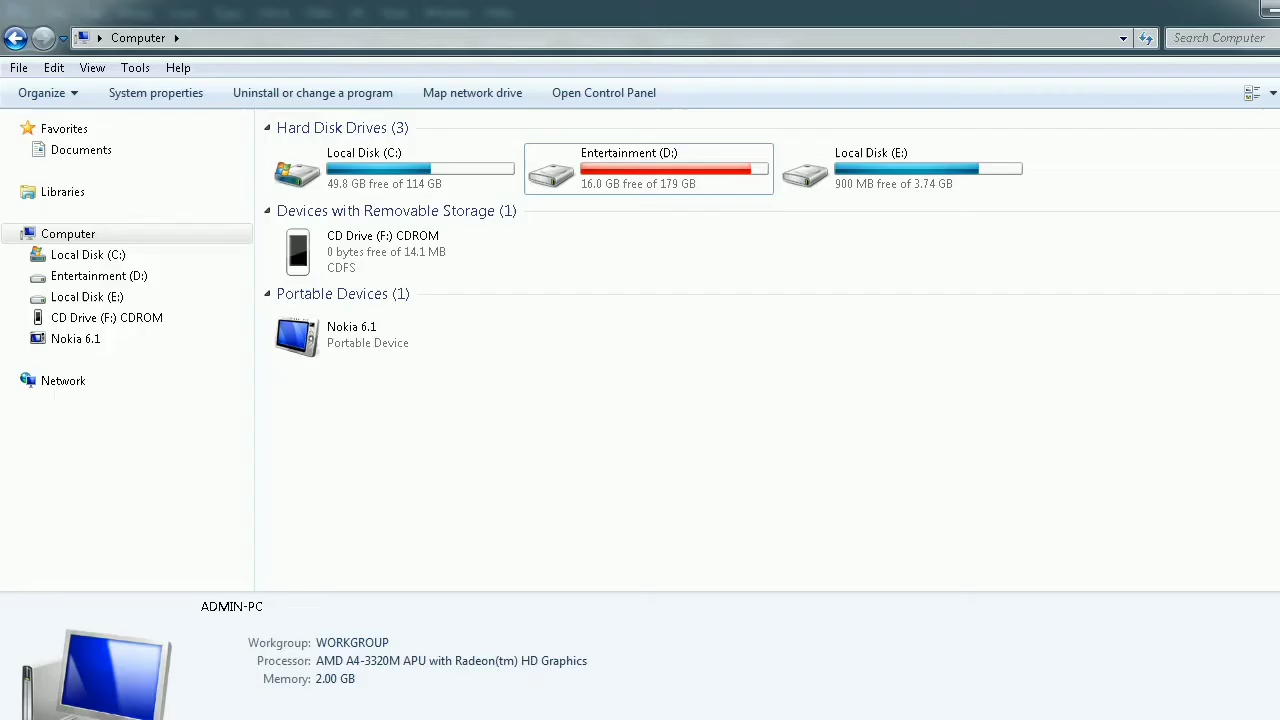 Computer
Search Computer
File Edit View Tools Help
Organize System properties Uninstall or change a program Map network drive Open Control Panel
Favorites
Documents
Libraries
Computer
Local Disk (C:)
Entertainment (D:)
Local Disk (E:)
CD Drive (F:) CDROM
Nokia 6.1
Network
Hard Disk Drives (3)
Local Disk (C:)
49.8 GB free of 114 GB
Entertainment (D:)
16.0 GB free of 179 GB
Local Disk (E:)
900 MB free of 3.74 GB
Devices with Removable Storage (1)
CD Drive (F:) CDROM
0 bytes free of 14.1 MB
CDFS
Portable Devices (1)
Nokia 6.1
Portable Device
ADMIN-PC
Workgroup: WORKGROUP
Processor: AMD A4-3320M APU with Radeon(tm) HD Graphics
Memory: 2.00 GB